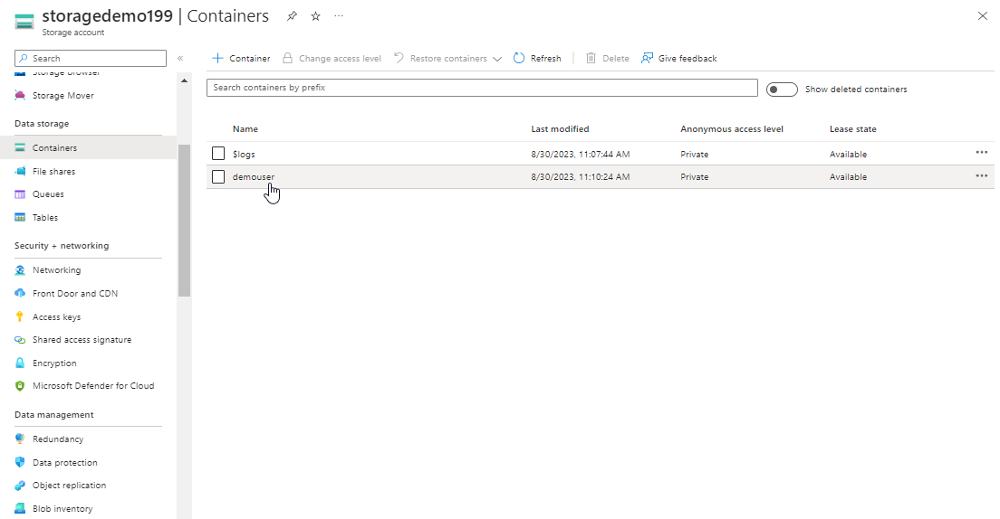 storagedemo199 | Containers
Storage account
Search
Storage browser
Storage Mover
Data storage
Containers
File shares
Queues
Tables
Security + networking
Networking
Front Door and CDN
Access keys
Shared access signature
Encryption
Microsoft Defender for Cloud
Data management
Redundancy
Data protection
Object replication
Blob inventory
Container Change access level Restore containers Refresh Delete Give feedback
Search containers by prefix Show deleted containers
Name Last modified Anonymous access level Lease state
$logs 8/30/2023, 11:07:44 AM Private Available
demouser 8/30/2023, 11:10:24 AM Private Available